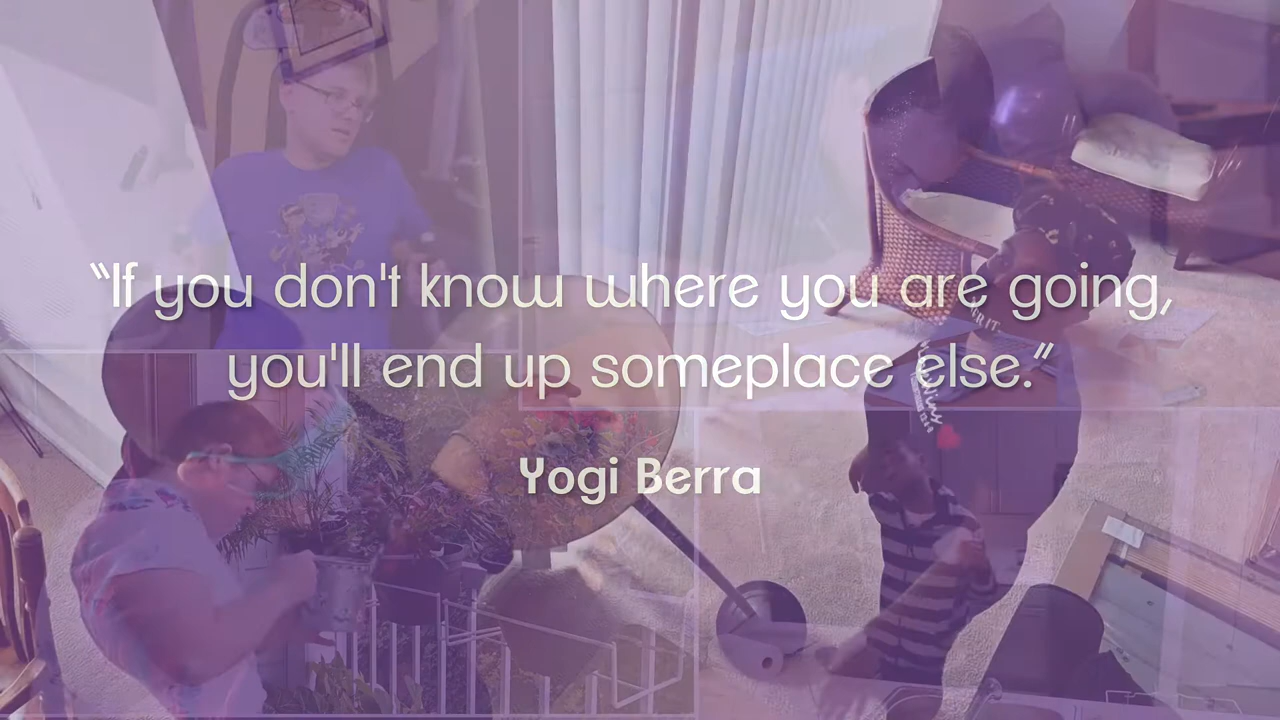 “If you don't know where you are going,
you'll end up someplace else.”
Yogi Berra